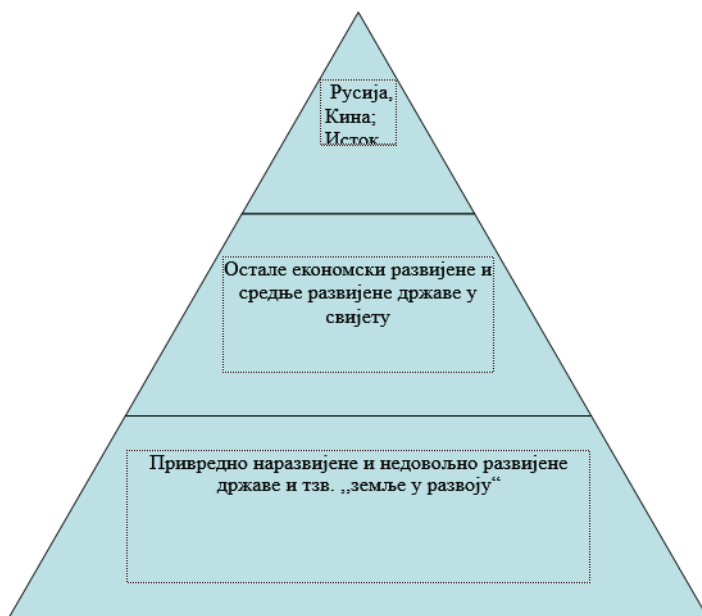 Русија,
Кина;
Исток
Остале економски развијене и
средње развијене државе у
свијету
Привредно наразвијене и недовољно развијене
државе и тзв. ,,земље у развоју“